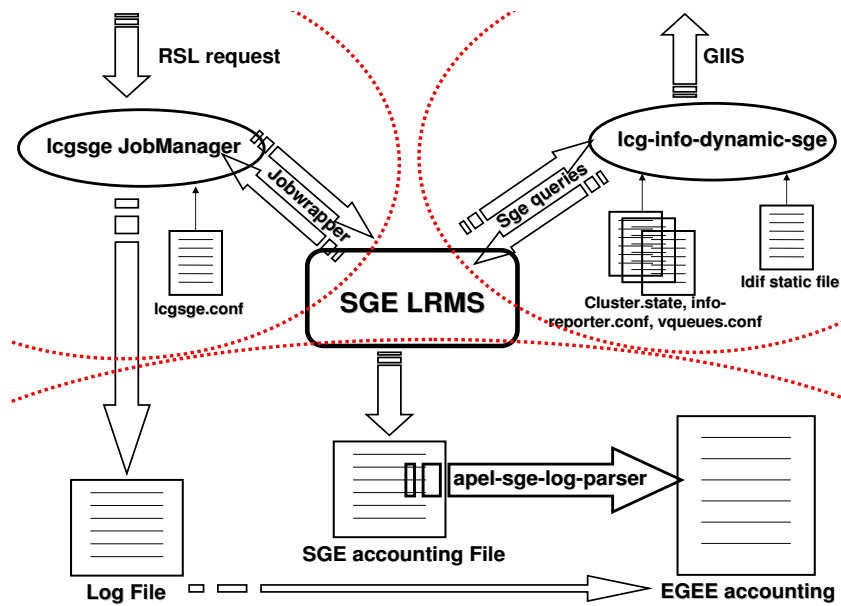 RSL request
GIIS
lcgsge JobManager
lcg-info-dynamic-sge
Jobwrapper
Sge queries
lcgsge.conf
SGE LRMS
Cluster.state, info-
reporter.conf, vqueues.conf
ldif static file
apel-sge-log-parser
SGE accounting File
Log File
EGEE accounting